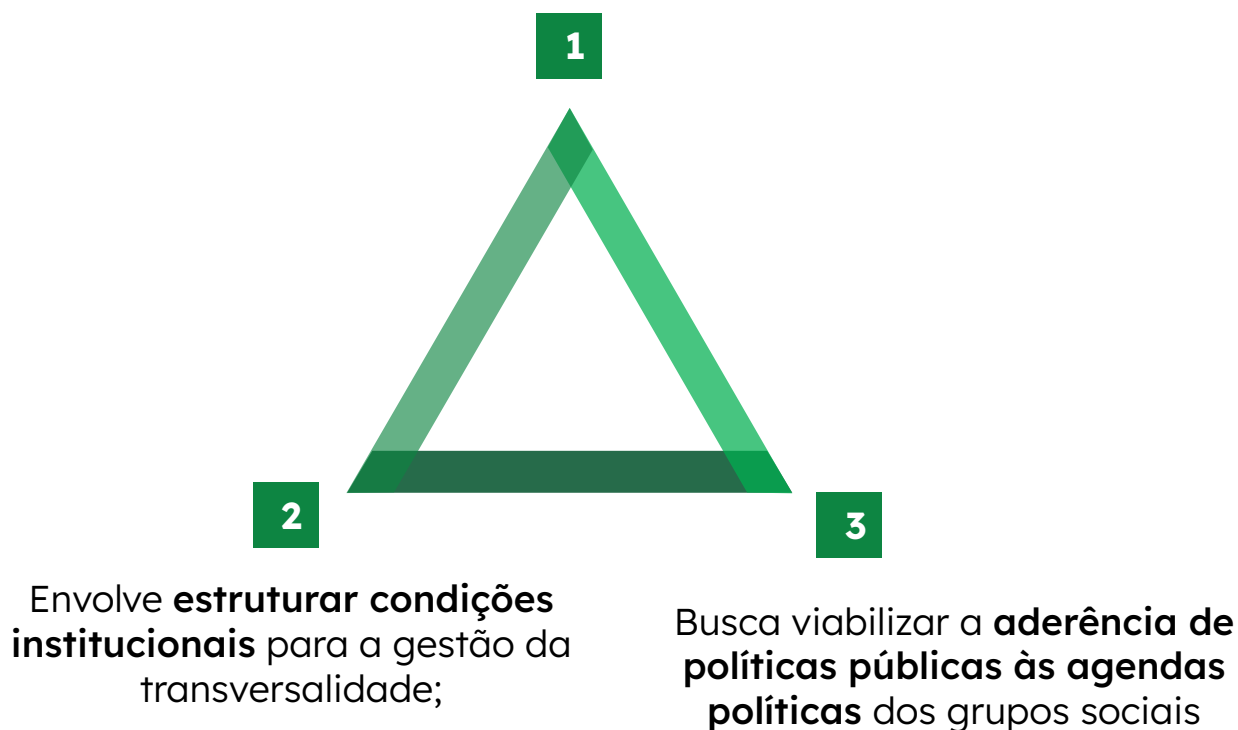 1
2
3
Envolve estruturar condições
institucionais para a gestão da
transversalidade;
Busca viabilizar a aderência de
políticas públicas às agendas
políticas dos grupos sociais